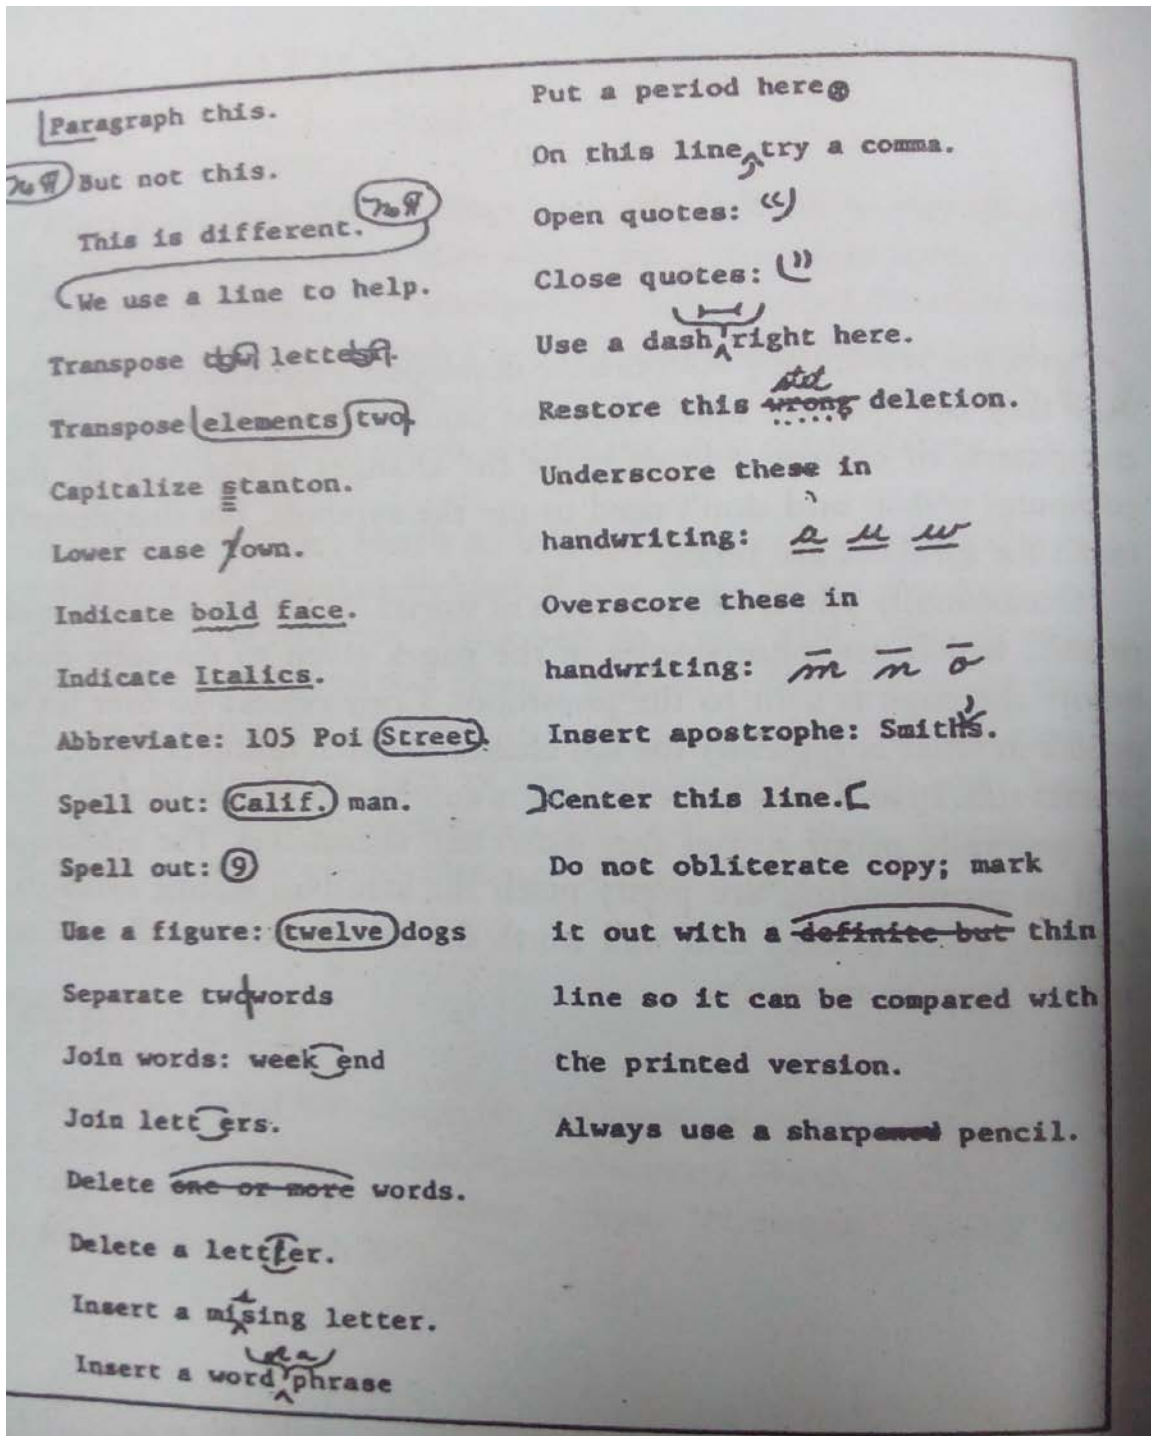 Paragraph this.
no ¶ But not this.
This is different. no ¶
We use a line to help.
Transpose letters.
Transpose elements two
Capitalize stanton.
Lower case Town.
Indicate bold face.
Indicate Italics.
Abbreviate: 105 Poi Street.
Spell out: Calif. man.
Spell out: 9
Use a figure: twelve dogs
Separate twowords
Join words: week end
Join lett ers.
Delete one or more words.
Delete a lettter.
s
Insert a mising letter.
or a
Insert a word phrase
Put a period here
On this line, try a comma.
Open quotes: “
Close quotes: ”
Use a dash right here.
stet
Restore this wrong deletion.
Underscore these in
handwriting: a u w
Overscore these in
handwriting: m n o
Insert apostrophe: Smith's.
]Center this line.[
Do not obliterate copy; mark
it out with a definite but thin
line so it can be compared with
the printed version.
Always use a sharpened pencil.